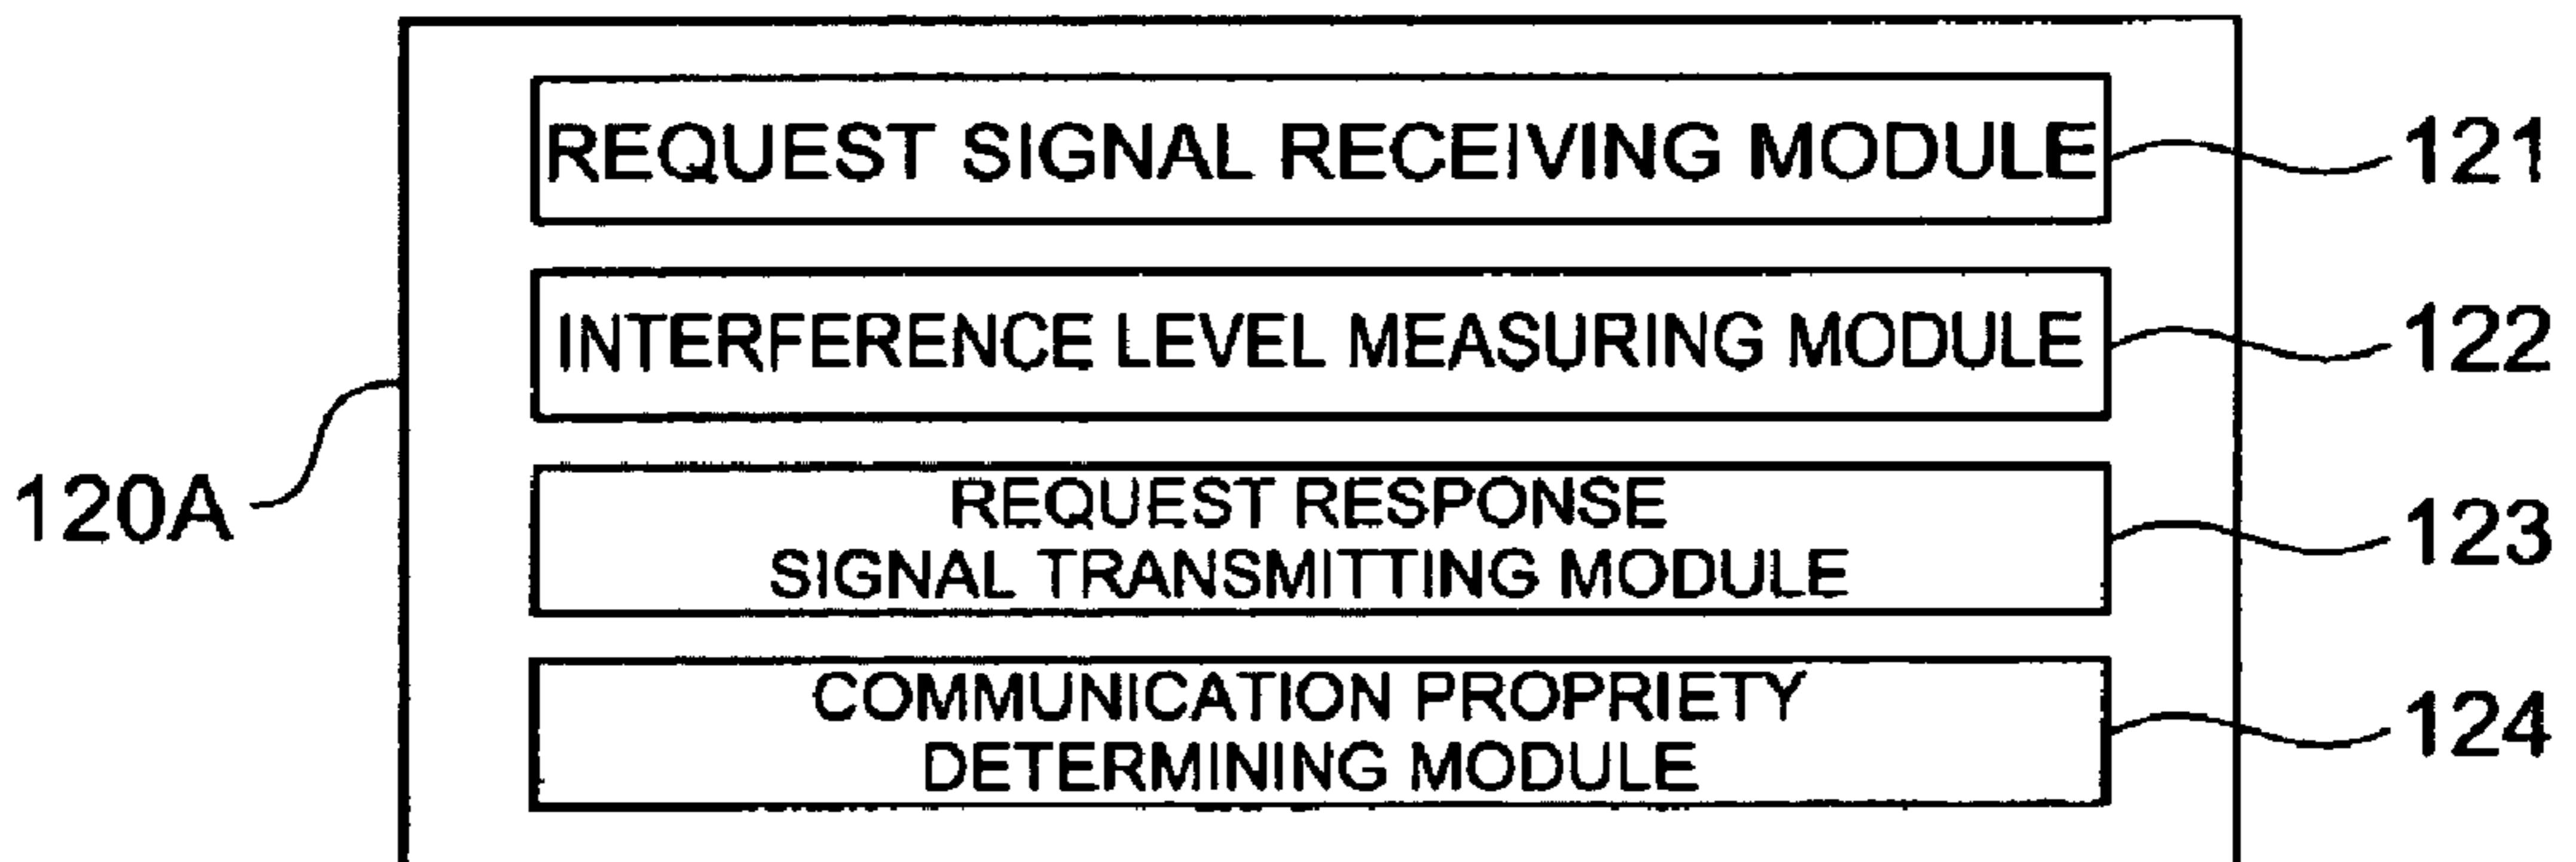 REQUEST SIGNAL RECEIVING MODULE
121
INTERFERENCE LEVEL MEASURING MODULE
122
120A
REQUEST RESPONSE
SIGNAL TRANSMITTING MODULE
123
COMMUNICATION PROPRIETY
DETERMINING MODULE
124